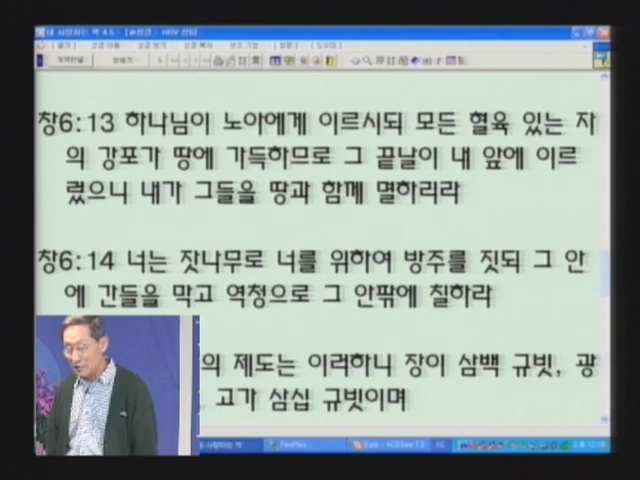 창6:13 하나님이 노아에게 이르시되 모든 혈육 있는 자
의 강포가 땅에 가득하므로 그 끝날이 내 앞에 이르
렀으니 내가 그들을 땅과 함께 멸하리라
창6:14 너는 잣나무로 너를 위하여 방주를 짓되 그 안
에 간들을 막고 역청으로 그 안팎에 칠하라
의 제도는 이러하니 장이 삼백 규빗, 광
고가 삼십 규빗이며